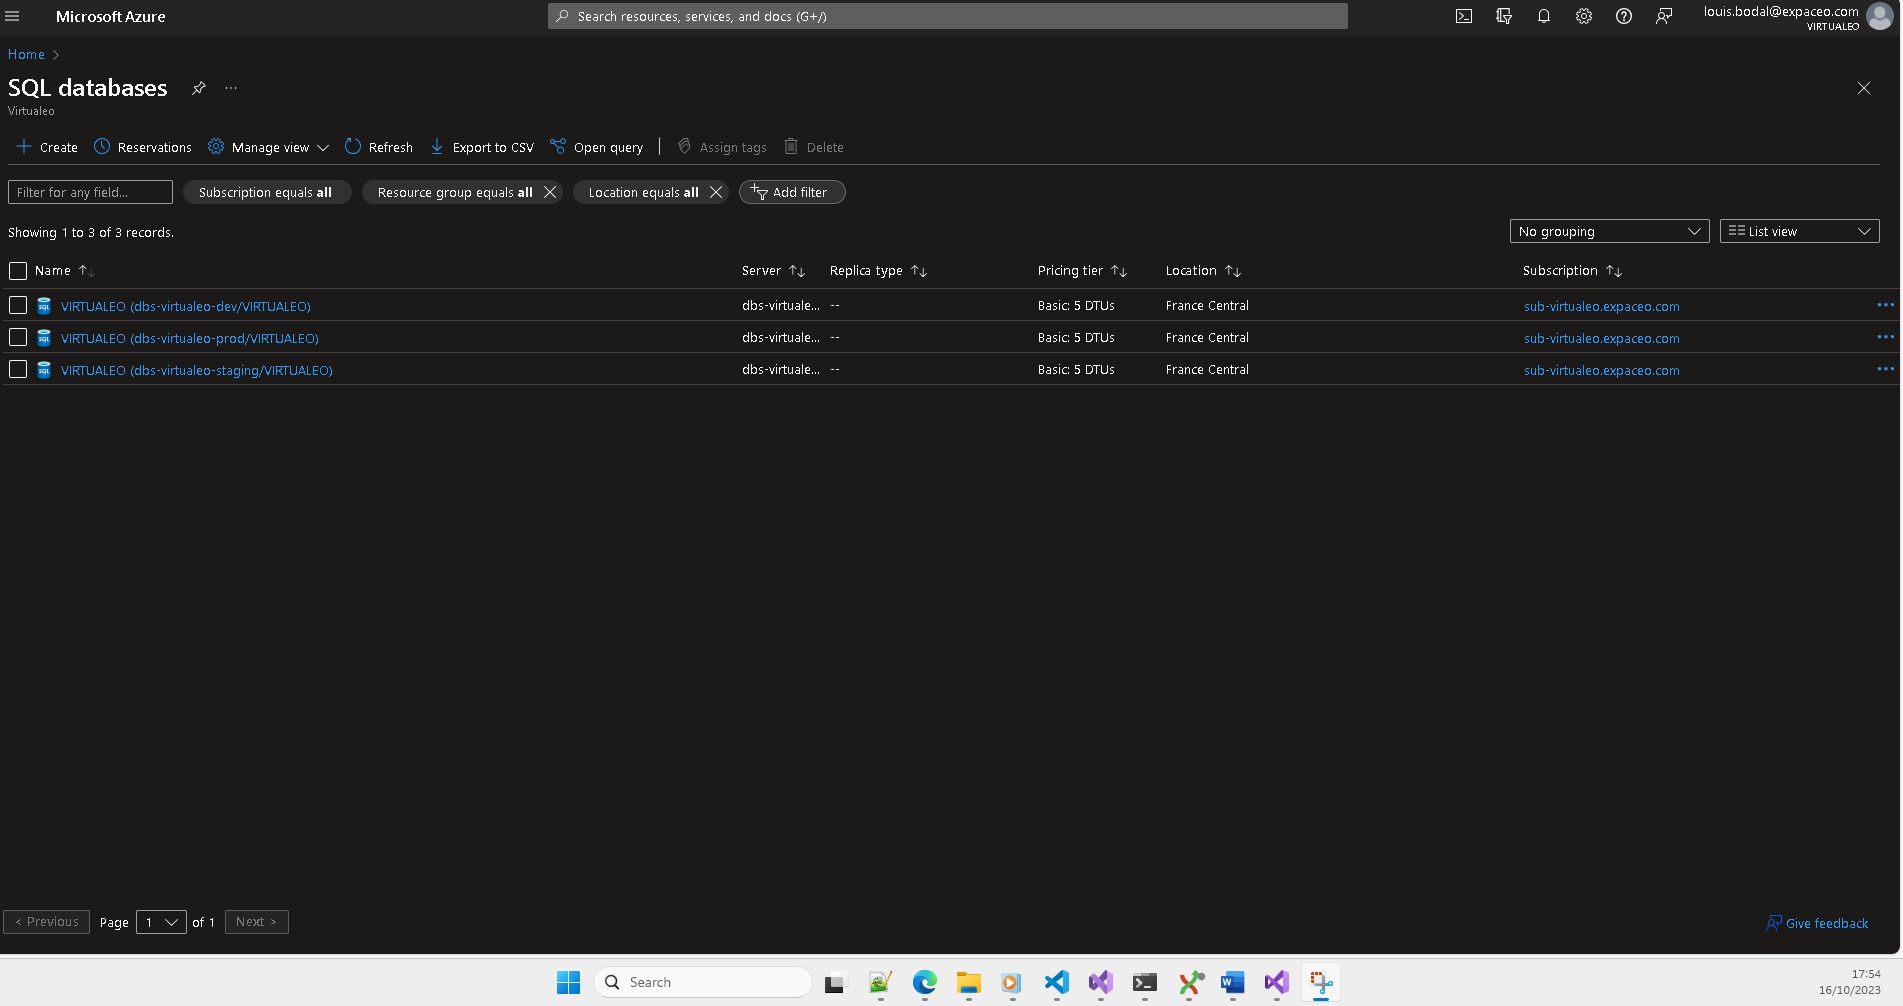 Microsoft Azure
Search resources, services, and docs (G+/)
louis.bodal@expaceo.com
VIRTUALEO
Home >
SQL databases
...
Virtualeo
Create
Reservations
Manage view
Refresh
Export to CSV
Open query
Assign tags
Delete
Filter for any field...
Subscription equals all
Resource group equals all
Location equals all
Add filter
Showing 1 to 3 of 3 records.
No grouping
List view
Name Server Replica type Pricing tier Location Subscription
VIRTUALEO (dbs-virtualeo-dev/VIRTUALEO) dbs-virtuale... -- Basic: 5 DTUs France Central sub-virtualeo.expaceo.com ...
VIRTUALEO (dbs-virtualeo-prod/VIRTUALEO) dbs-virtuale... -- Basic: 5 DTUs France Central sub-virtualeo.expaceo.com ...
VIRTUALEO (dbs-virtualeo-staging/VIRTUALEO) dbs-virtuale... -- Basic: 5 DTUs France Central sub-virtualeo.expaceo.com ...
< Previous Page 1 of 1 Next >
Give feedback
Search
17:54
16/10/2023